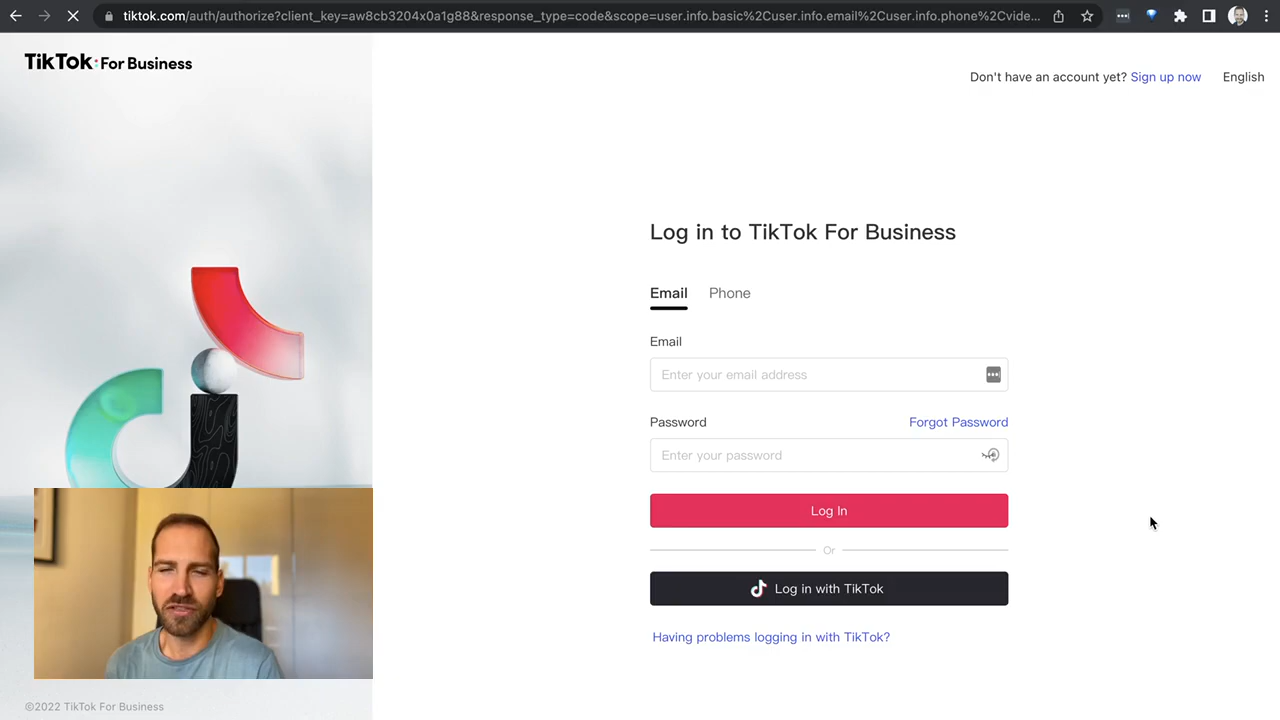 tiktok.com/auth/authorize?client_key=aw8cb3204x0a1g88&response_type=code&scope=user.info.basic%2Cuser.info.email%2Cuser.info.phone%2Cvide...
TikTok: For Business
Don't have an account yet? Sign up now English
Log in to TikTok For Business
Email Phone
Email
Enter your email address
Password Forgot Password
Enter your password
Log In
Or
Log in with TikTok
Having problems logging in with TikTok?
©2022 TikTok For Business